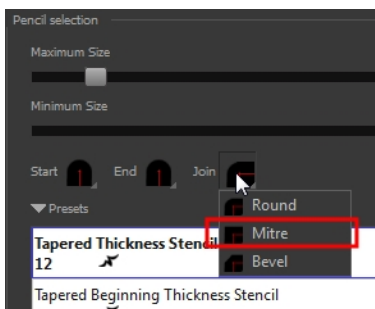 Pencil selection
Maximum Size
Minimum Size
Start End Join
Round
Presets
Mitre
Tapered Thickness Stencil
12
Bevel
Tapered Beginning Thickness Stencil